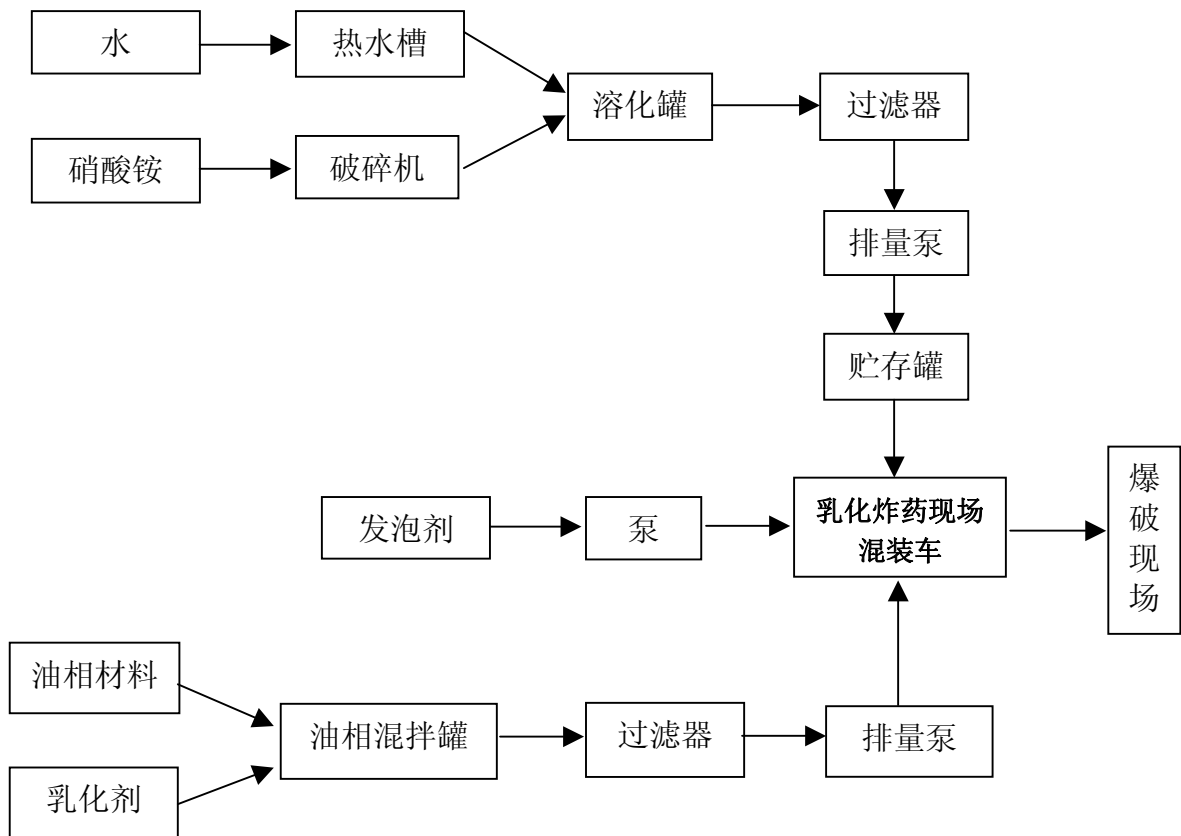 水
热水槽
溶化罐
过滤器
硝酸铵
破碎机
排量泵
贮存罐
发泡剂
泵
乳化炸药现场
混装车
爆
破
现
场
油相材料
油相混拌罐
过滤器
排量泵
乳化剂